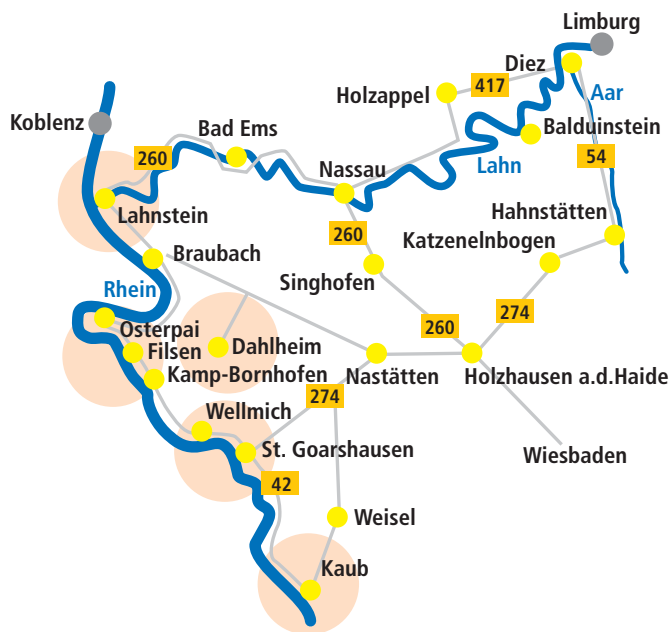 Limburg
Diez
417
Aar
Holzappel
Koblenz
Bad Ems
Balduinstein
260
54
Nassau
Lahn
Lahnstein
Hahnstätten
260
Katzenelnbogen
Braubach
Singhofen
Rhein
274
Osterpai
260
Dahlheim
Filsen
Kamp-Bornhofen
Nastätten
Holzhausen a.d.Haide
274
Wellmich
St. Goarshausen
Wiesbaden
42
Weisel
Kaub